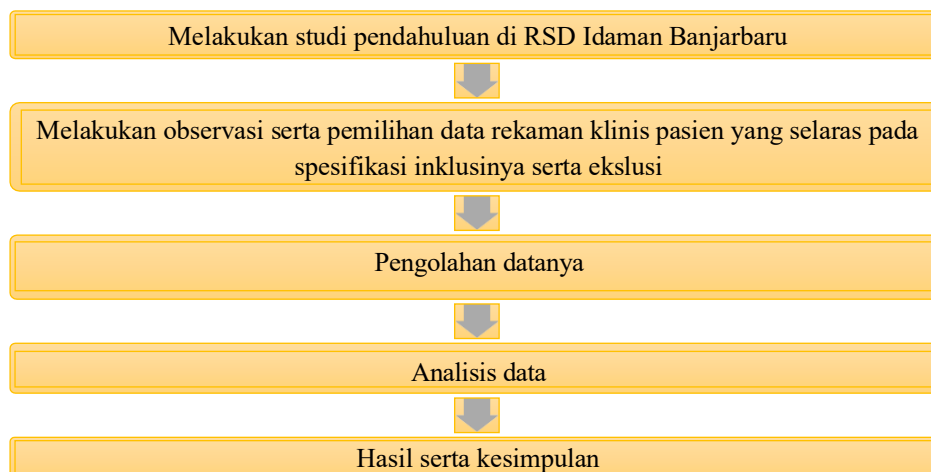 Melakukan studi pendahuluan di RSD Idaman Banjarbaru
Melakukan observasi serta pemilihan data rekaman klinis pasien yang selaras pada
spesifikasi inklusinya serta ekslusi
Pengolahan datanya
Analisis data
Hasil serta kesimpulan